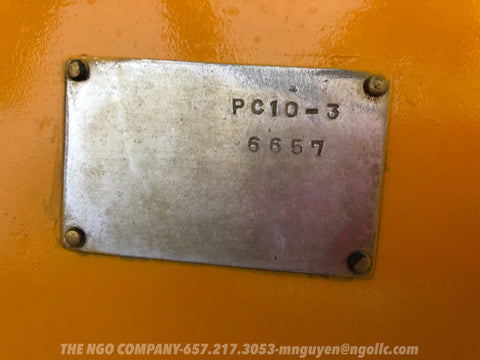 PC10-3
6657
THE NGO COMPANY-657.217.3053-mnguyen@ngollc.com